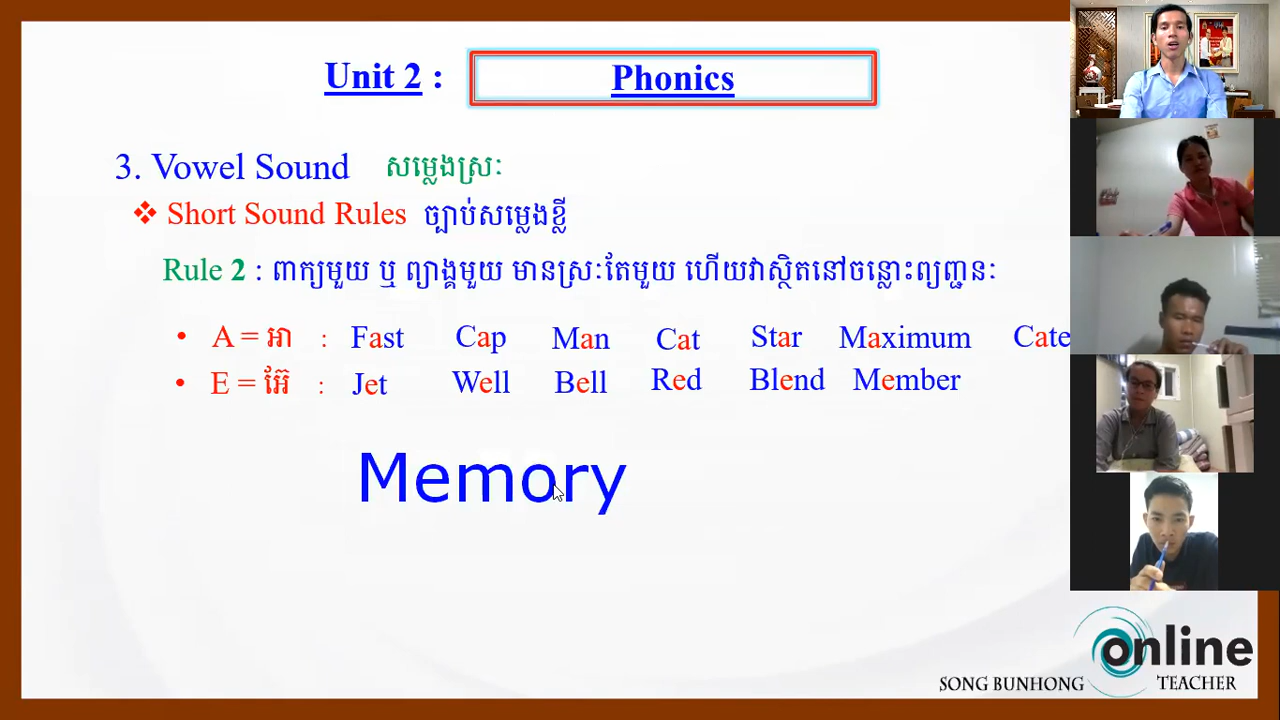 Unit 2 :
Phonics
3. Vowel Sound សម្លេងស្រៈ
❖ Short Sound Rules ច្បាប់សម្លេងខ្លី
Rule 2 : ពាក្យមួយ ឬ ព្យាង្គមួយ មានស្រៈតែមួយ ហើយវាស្ថិតនៅចន្លោះព្យញ្ជនៈ
• A = អា : Fast Cap Man Cat Star Maximum Cate
• E = អ៊ែ : Jet Well Bell Red Blend Member
Memory
online
SONG BUNHONG TEACHER